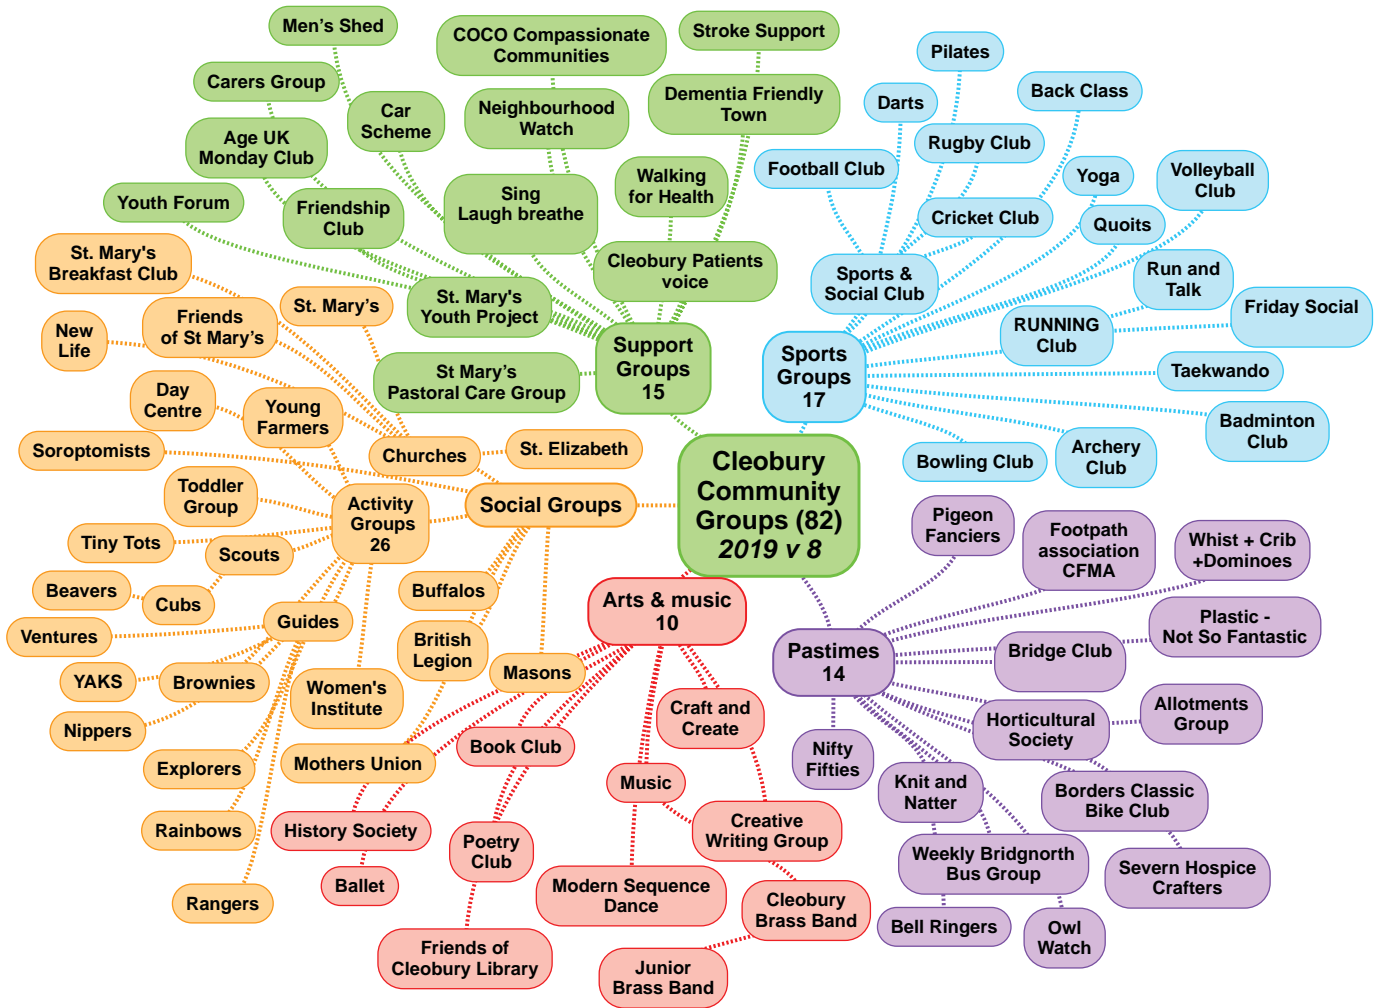 Men’s Shed
COCO Compassionate
Communities
Stroke Support
Pilates
Carers Group
Car
Scheme
Neighbourhood
Watch
Dementia Friendly
Town
Darts
Back Class
Age UK
Monday Club
Rugby Club
Football Club
Walking
for Health
Yoga
Volleyball
Club
Youth Forum
Friendship
Club
Sing
Laugh breathe
Cricket Club
Quoits
St. Mary's
Breakfast Club
Cleobury Patients
voice
Sports &
Social Club
Run and
Talk
St. Mary’s
St. Mary's
Youth Project
Friday Social
New
Life
Friends
of St Mary’s
RUNNING
Club
Support
Groups
15
Sports
Groups
17
St Mary’s
Pastoral Care Group
Taekwando
Day
Centre
Young
Farmers
Badminton
Club
Soroptomists
Churches
St. Elizabeth
Bowling Club
Archery
Club
Cleobury
Community
Groups (82)
2019 v 8
Toddler
Group
Activity
Groups
26
Social Groups
Pigeon
Fanciers
Footpath
association
CFMA
Whist + Crib
+Dominoes
Tiny Tots
Scouts
Beavers
Cubs
Buffalos
Arts & music
10
Ventures
Guides
British
Legion
Plastic -
Not So Fantastic
Pastimes
14
Bridge Club
YAKS
Brownies
Women's
Institute
Masons
Nippers
Craft and
Create
Horticultural
Society
Allotments
Group
Explorers
Mothers Union
Book Club
Nifty
Fifties
Music
Knit and
Natter
Borders Classic
Bike Club
Rainbows
History Society
Poetry
Club
Creative
Writing Group
Weekly Bridgnorth
Bus Group
Severn Hospice
Crafters
Rangers
Ballet
Modern Sequence
Dance
Cleobury
Brass Band
Bell Ringers
Owl
Watch
Friends of
Cleobury Library
Junior
Brass Band